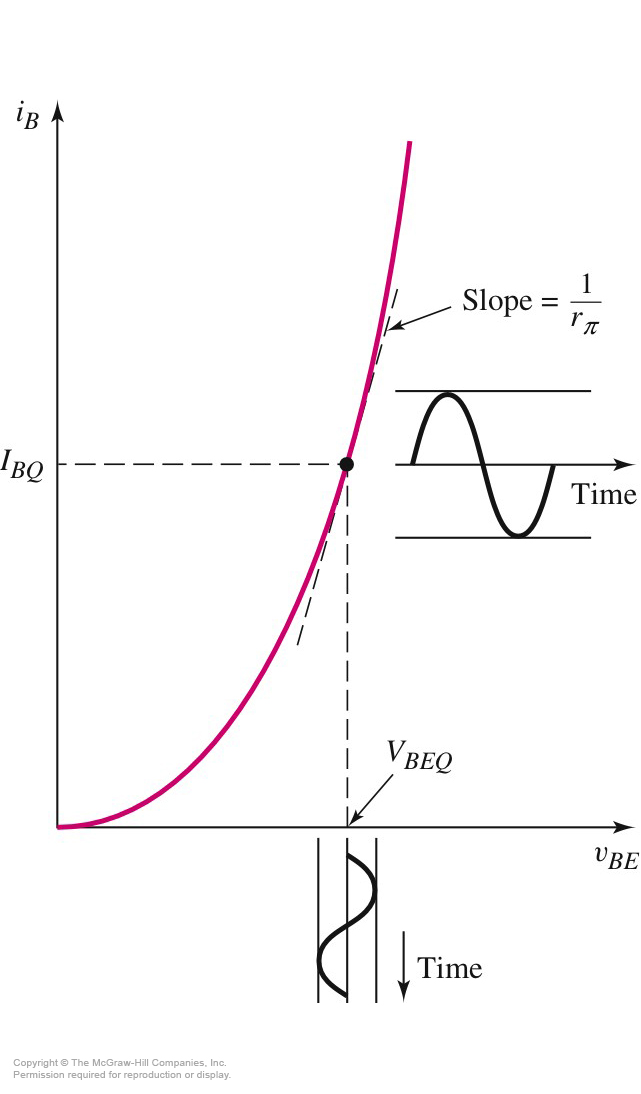 i_B
Slope = 1/r_π
I_BQ
Time
V_BEQ
v_BE
Time
Copyright © The McGraw-Hill Companies, Inc.
Permission required for reproduction or display.